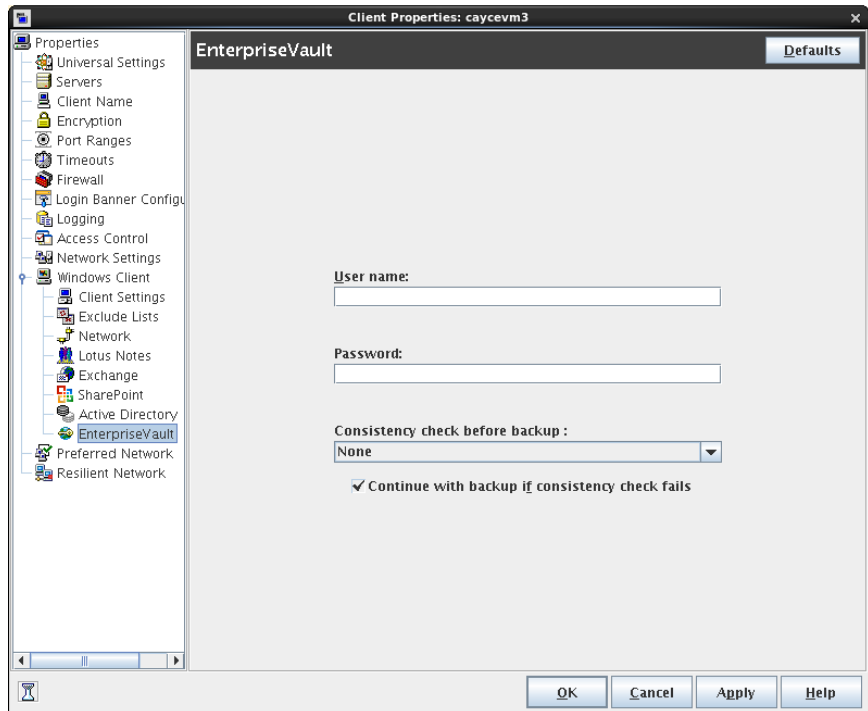 Client Properties: caycevm3
Properties
Universal Settings
Servers
Client Name
Encryption
Port Ranges
Timeouts
Firewall
Login Banner Configu
Logging
Access Control
Network Settings
Windows Client
Client Settings
Exclude Lists
Network
Lotus Notes
Exchange
SharePoint
Active Directory
EnterpriseVault
Preferred Network
Resilient Network
EnterpriseVault
Defaults
User name:
Password:
Consistency check before backup :
None
Continue with backup if consistency check fails
OK
Cancel
Apply
Help